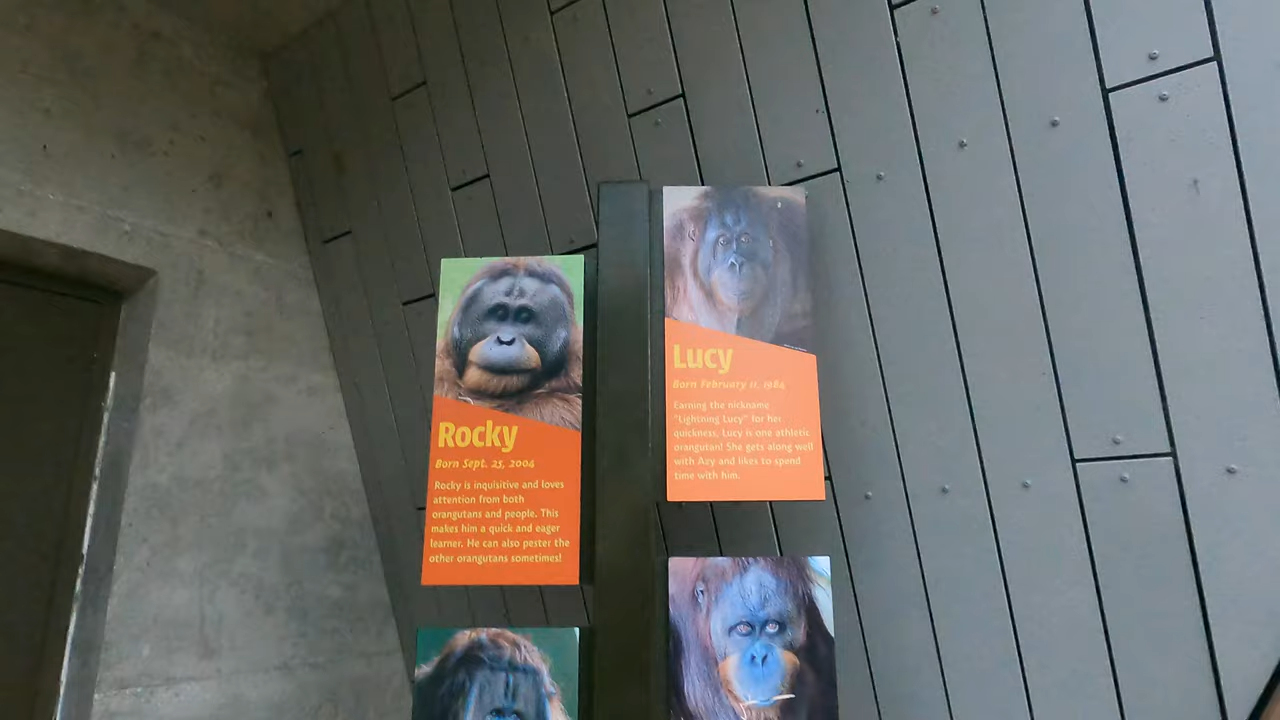 Rocky
Born Sept. 25, 2004
Rocky is inquisitive and loves
attention from both
orangutans and people. This
makes him a quick and eager
learner. He can also pester the
other orangutans sometimes!
Lucy
Born February 11, 1984
Earning the nickname
"Lightning Lucy" for her
quickness, Lucy is one athletic
orangutan! She gets along well
with Azy and likes to spend
time with him.